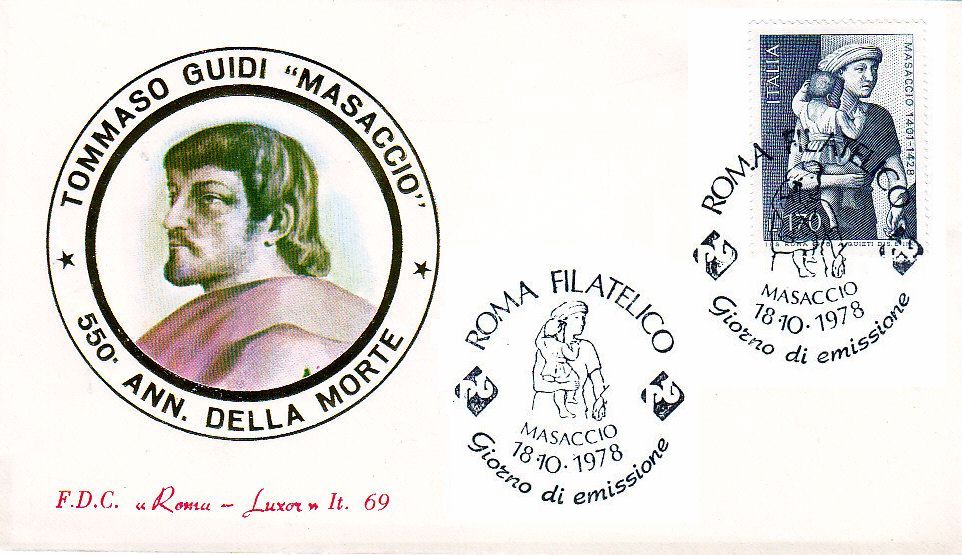 TOMMASO GUIDI "MASACCIO"
550· ANN. DELLA MORTE
F.D.C. «Roma - Luxor» It. 69
ROMA FILATELICO
MASACCIO
18·10·1978
Giorno di emissione
ITALIA
MASACCIO 1401-1428
L.170
ROMA FILATELICO
MASACCIO
18·10·1978
Giorno di emissione